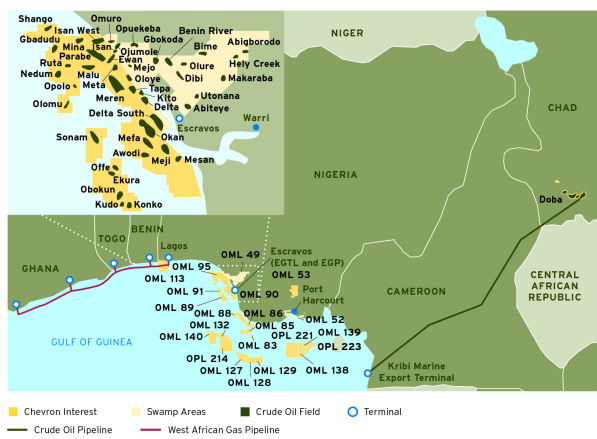 Shango
Omuro
Isan West
Opuekeba
Gbokoda
Benin River
Gbadudu
Mina
Isan
Bime
Abigborodo
Parabe
Ojumole
Ewan
Ruta
Mejo
Olure
Hely Creek
Nedum
Malu
Oloye
Dibi
Makaraba
Opolo
Meta
Tapa
Meren
Kito
Utonana
Olomu
Delta
Abiteye
Delta South
Escravos
Warri
Sonam
Mefa
Okan
Awodi
Meji
Mesan
Offe
Ekura
Obokun
Kudo
Konko
NIGER
CHAD
NIGERIA
Doba
BENIN
TOGO
Lagos
GHANA
OML 49
Escravos
(EGTL and EGP)
OML 95
OML 53
OML 113
CENTRAL
AFRICAN
REPUBLIC
CAMEROON
OML 91
OML 90
Port
Harcourt
OML 89
OML 88
OML 86
OML 52
OML 132
OML 85
GULF OF GUINEA
OML 140
OPL 221
OML 139
OML 83
OPL 223
OPL 214
OML 127
OML 129
OML 138
OML 128
Kribi Marine
Export Terminal
Chevron Interest
Swamp Areas
Crude Oil Field
Terminal
Crude Oil Pipeline
West African Gas Pipeline